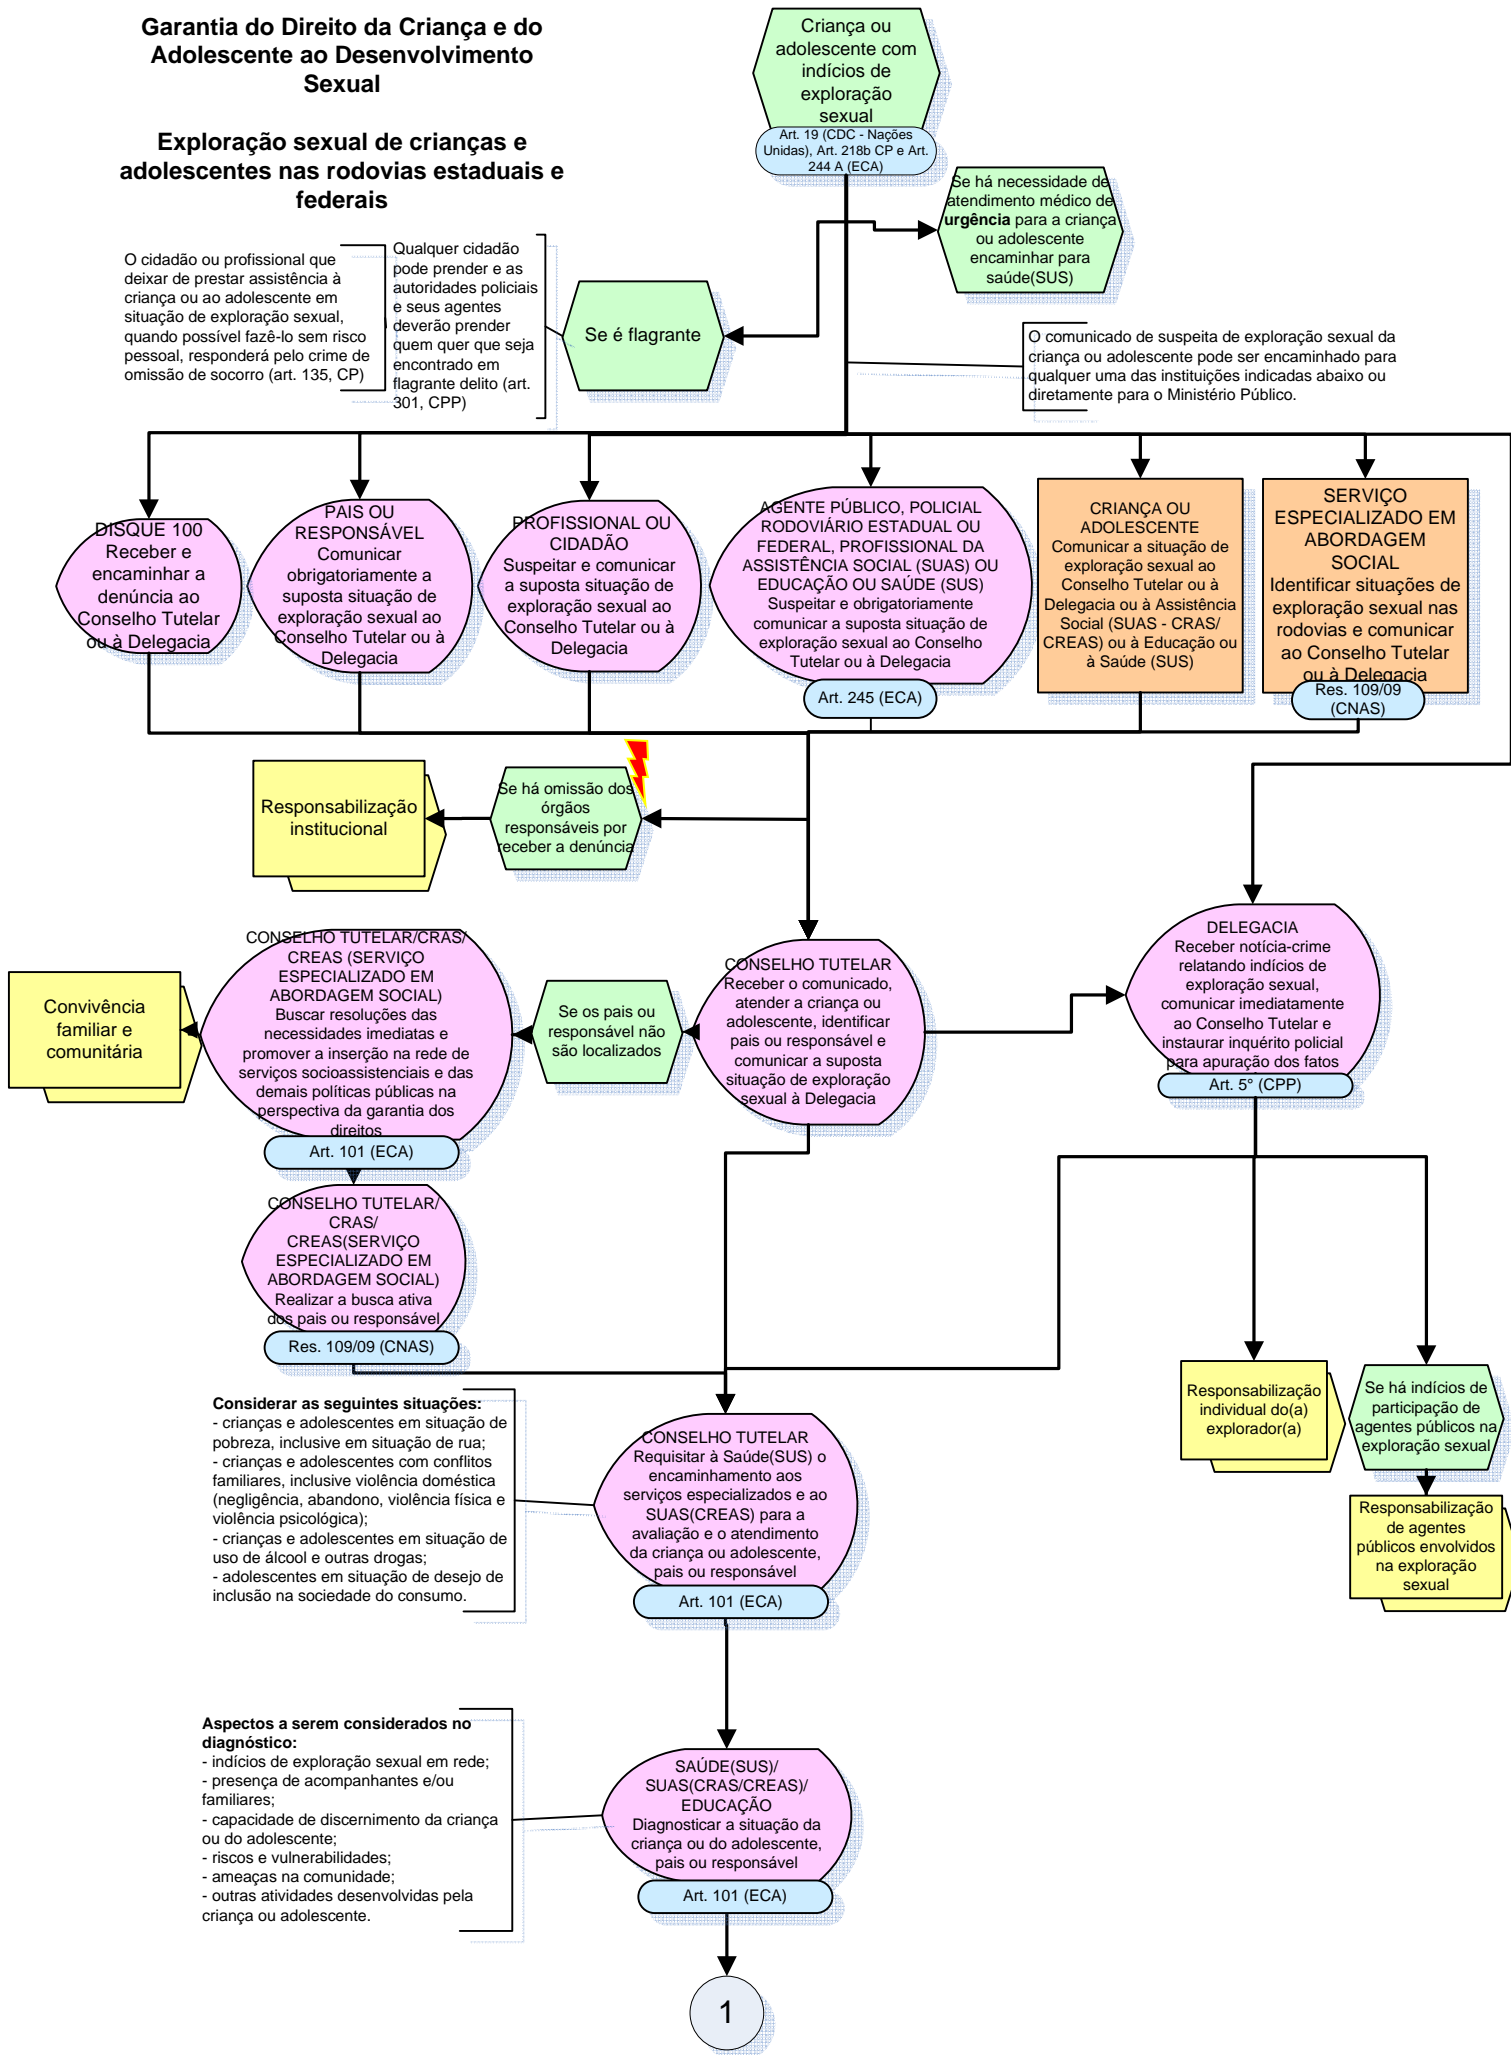 Garantia do Direito da Criança e do
Adolescente ao Desenvolvimento
Sexual
Exploração sexual de crianças e
adolescentes nas rodovias estaduais e
federais
Criança ou
adolescente com
indícios de
exploração
sexual
Art. 19 (CDC - Nações
Unidas), Art. 218b CP e Art.
244 A (ECA)
Se há necessidade de
atendimento médico de
urgência para a criança
ou adolescente
encaminhar para
saúde(SUS)
O cidadão ou profissional que
deixar de prestar assistência à
criança ou ao adolescente em
situação de exploração sexual,
quando possível fazê-lo sem risco
pessoal, responderá pelo crime de
omissão de socorro (art. 135, CP)
Qualquer cidadão
pode prender e as
autoridades policiais
e seus agentes
deverão prender
quem quer que seja
encontrado em
flagrante delito (art.
301, CPP)
Se é flagrante
O comunicado de suspeita de exploração sexual da
criança ou adolescente pode ser encaminhado para
qualquer uma das instituições indicadas abaixo ou
diretamente para o Ministério Público.
DISQUE 100
Receber e
encaminhar a
denúncia ao
Conselho Tutelar
ou à Delegacia
PAIS OU
RESPONSÁVEL
Comunicar
obrigatoriamente a
suposta situação de
exploração sexual ao
Conselho Tutelar ou à
Delegacia
PROFISSIONAL OU
CIDADÃO
Suspeitar e comunicar
a suposta situação de
exploração sexual ao
Conselho Tutelar ou à
Delegacia
AGENTE PÚBLICO, POLICIAL
RODOVIÁRIO ESTADUAL OU
FEDERAL, PROFISSIONAL DA
ASSISTÊNCIA SOCIAL (SUAS) OU
EDUCAÇÃO OU SAÚDE (SUS)
Suspeitar e obrigatoriamente
comunicar a suposta situação de
exploração sexual ao Conselho
Tutelar ou à Delegacia
Art. 245 (ECA)
CRIANÇA OU
ADOLESCENTE
Comunicar a situação de
exploração sexual ao
Conselho Tutelar ou à
Delegacia ou à Assistência
Social (SUAS - CRAS/
CREAS) ou à Educação ou
à Saúde (SUS)
SERVIÇO
ESPECIALIZADO EM
ABORDAGEM
SOCIAL
Identificar situações de
exploração sexual nas
rodovias e comunicar
ao Conselho Tutelar
ou à Delegacia
Res. 109/09
(CNAS)
Responsabilização
institucional
Se há omissão dos
órgãos
responsáveis por
receber a denúncia
Convivência
familiar e
comunitária
CONSELHO TUTELAR/CRAS/
CREAS (SERVIÇO
ESPECIALIZADO EM
ABORDAGEM SOCIAL)
Buscar resoluções das
necessidades imediatas e
promover a inserção na rede de
serviços socioassistenciais e das
demais políticas públicas na
perspectiva da garantia dos
direitos
Art. 101 (ECA)
Se os pais ou
responsável não
são localizados
CONSELHO TUTELAR
Receber o comunicado,
atender a criança ou
adolescente, identificar
pais ou responsável e
comunicar a suposta
situação de exploração
sexual à Delegacia
DELEGACIA
Receber notícia-crime
relatando indícios de
exploração sexual,
comunicar imediatamente
ao Conselho Tutelar e
instaurar inquérito policial
para apuração dos fatos
Art. 5° (CPP)
CONSELHO TUTELAR/
CRAS/
CREAS(SERVIÇO
ESPECIALIZADO EM
ABORDAGEM SOCIAL)
Realizar a busca ativa
dos pais ou responsável
Res. 109/09 (CNAS)
Considerar as seguintes situações:
- crianças e adolescentes em situação de
pobreza, inclusive em situação de rua;
- crianças e adolescentes com conflitos
familiares, inclusive violência doméstica
(negligência, abandono, violência física e
violência psicológica);
- crianças e adolescentes em situação de
uso de álcool e outras drogas;
- adolescentes em situação de desejo de
inclusão na sociedade do consumo.
CONSELHO TUTELAR
Requisitar à Saúde(SUS) o
encaminhamento aos
serviços especializados e ao
SUAS(CREAS) para a
avaliação e o atendimento
da criança ou adolescente,
pais ou responsável
Art. 101 (ECA)
Responsabilização
individual do(a)
explorador(a)
Se há indícios de
participação de
agentes públicos na
exploração sexual
Responsabilização
de agentes
públicos envolvidos
na exploração
sexual
Aspectos a serem considerados no
diagnóstico:
- indícios de exploração sexual em rede;
- presença de acompanhantes e/ou
familiares;
- capacidade de discernimento da criança
ou do adolescente;
- riscos e vulnerabilidades;
- ameaças na comunidade;
- outras atividades desenvolvidas pela
criança ou adolescente.
SAÚDE(SUS)/
SUAS(CRAS/CREAS)/
EDUCAÇÃO
Diagnosticar a situação da
criança ou do adolescente,
pais ou responsável
Art. 101 (ECA)
1